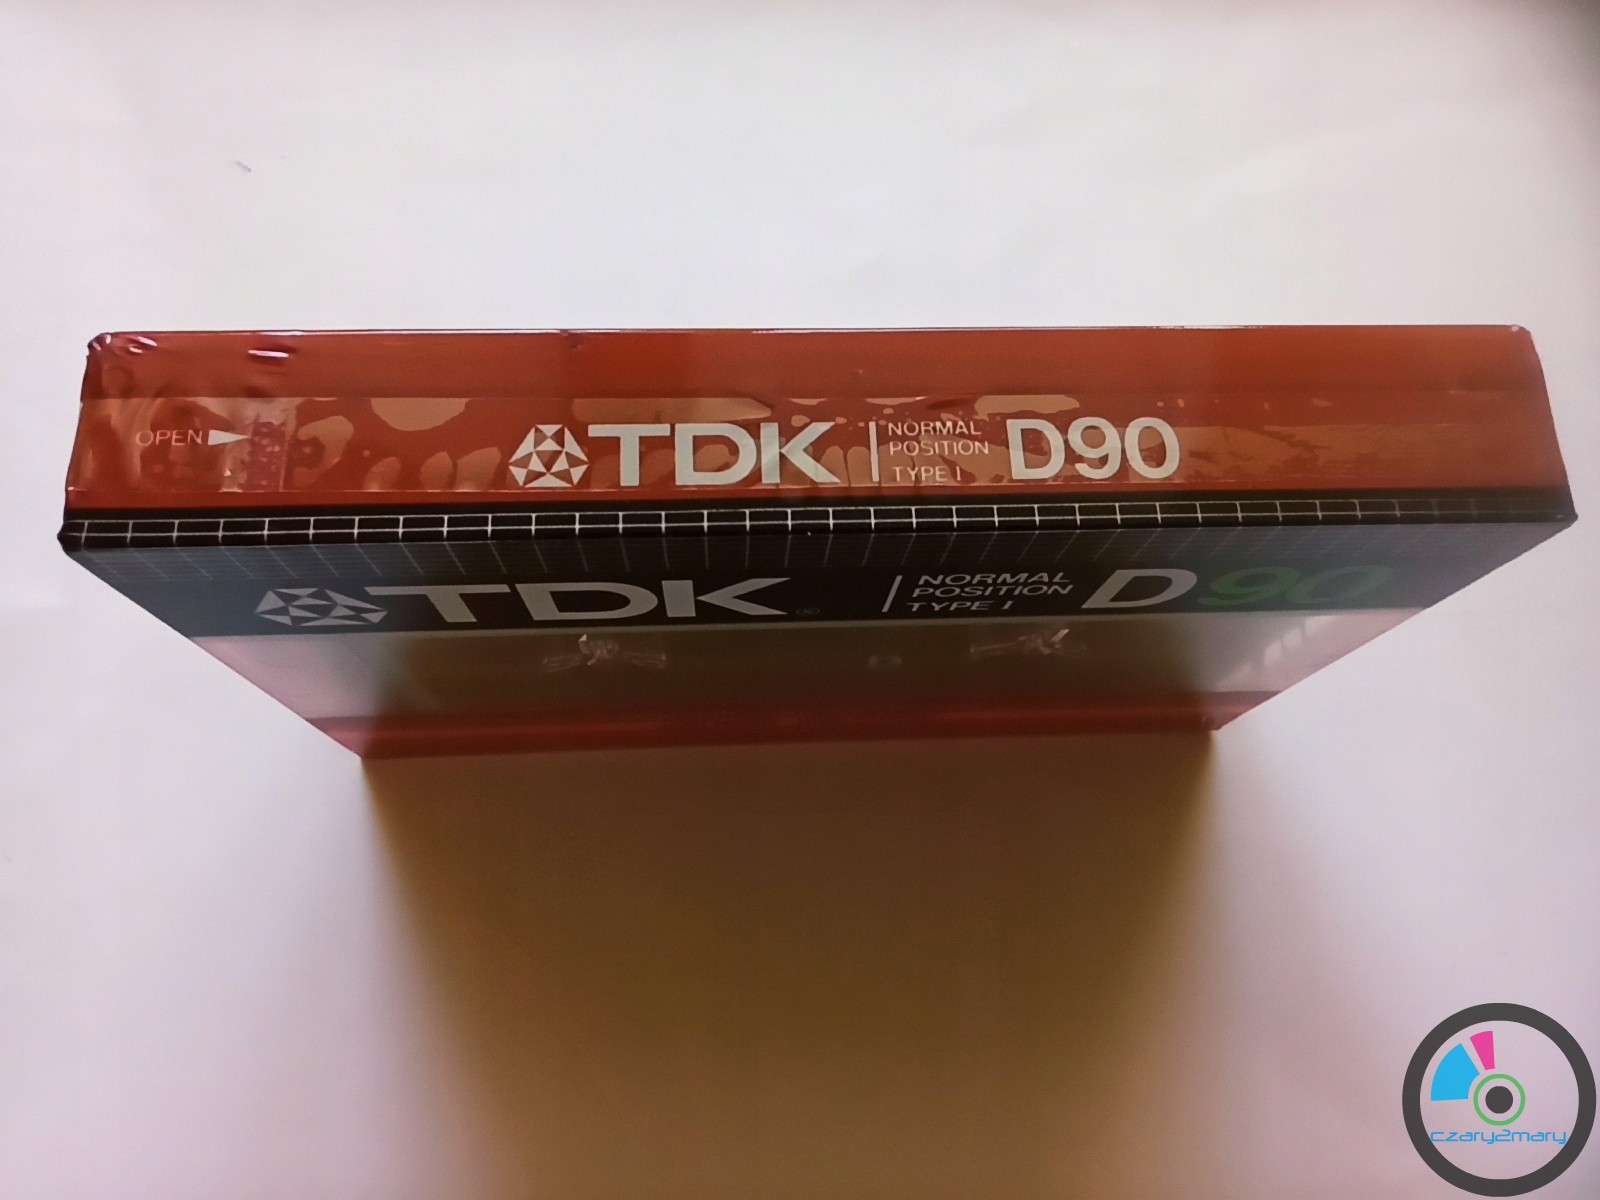 OPEN
TDK
NORMAL
POSITION
TYPE I
D90
TDK ®
NORMAL
POSITION
TYPE I
D90
czary2mary